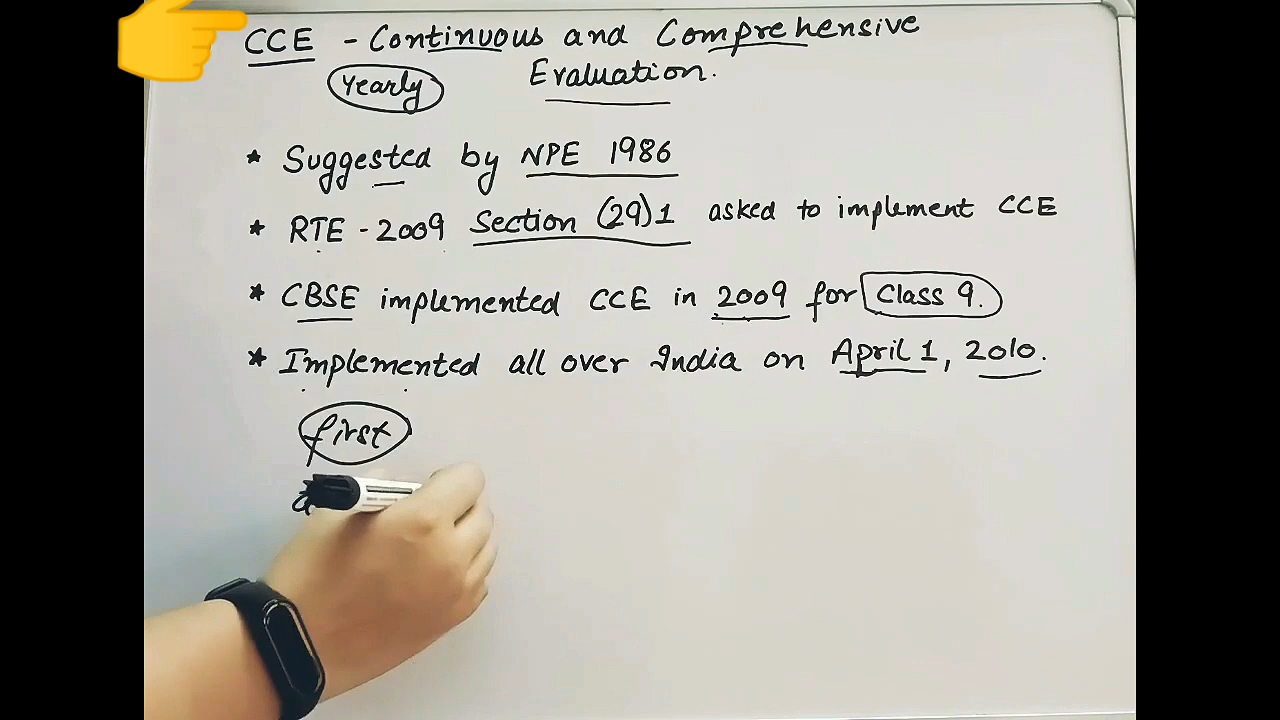 CCE - Continuous and Comprehensive
Yearly Evaluation.
* Suggested by NPE 1986
* RTE - 2009 Section (29)1 asked to implement CCE
* CBSE implemented CCE in 2009 for Class 9.
* Implemented all over India on April 1, 2010.
first